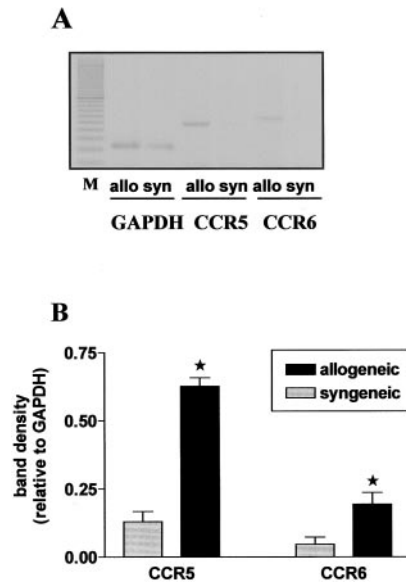 A
M allo syn allo syn allo syn
GAPDH CCR5 CCR6
B
band density
(relative to GAPDH)
0.75
0.50
0.25
0.00
allogeneic
syngeneic
CCR5 CCR6